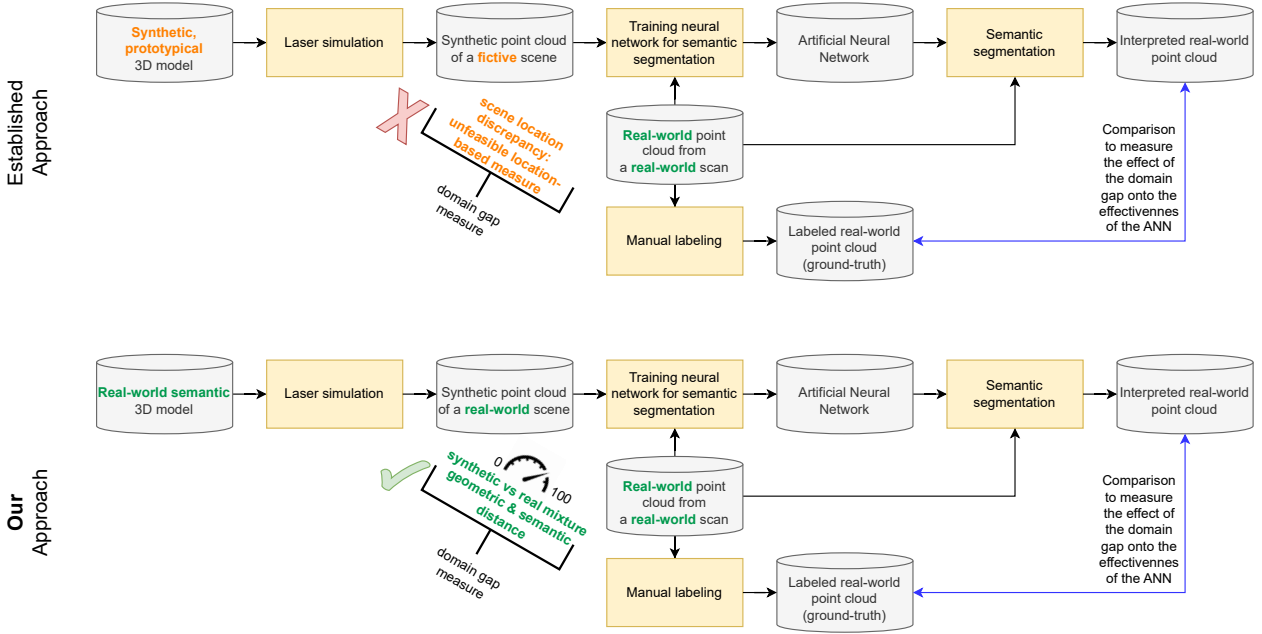 Established
Approach
Synthetic,
prototypical
3D model
Laser simulation
Synthetic point cloud
of a fictive scene
Training neural
network for semantic
segmentation
Artificial Neural
Network
Semantic
segmentation
Interpreted real-world
point cloud
scene location
discrepancy:
unfeasible location-
based measure
domain gap
measure
Real-world point
cloud from
a real-world scan
Manual labeling
Labeled real-world
point cloud
(ground-truth)
Comparison
to measure
the effect of
the domain
gap onto the
effectivennes
of the ANN
Our
Approach
Real-world semantic
3D model
Laser simulation
Synthetic point cloud
of a real-world scene
Training neural
network for semantic
segmentation
Artificial Neural
Network
Semantic
segmentation
Interpreted real-world
point cloud
0
100
synthetic vs real mixture
geometric & semantic
distance
domain gap
measure
Real-world point
cloud from
a real-world scan
Manual labeling
Labeled real-world
point cloud
(ground-truth)
Comparison
to measure
the effect of
the domain
gap onto the
effectivennes
of the ANN